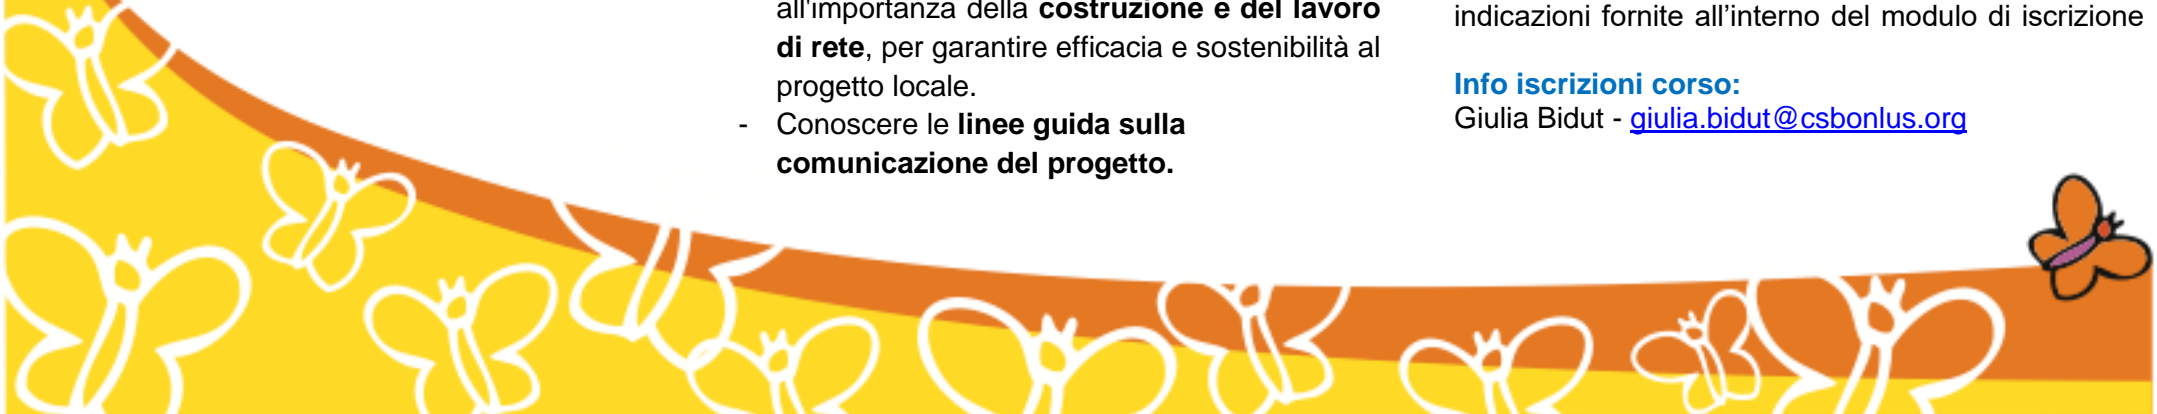 all'importanza della costruzione e del lavoro
di rete, per garantire efficacia e sostenibilità al
progetto locale.
- Conoscere le linee guida sulla
comunicazione del progetto.
indicazioni fornite all’interno del modulo di iscrizione
Info iscrizioni corso:
Giulia Bidut - giulia.bidut@csbonlus.org